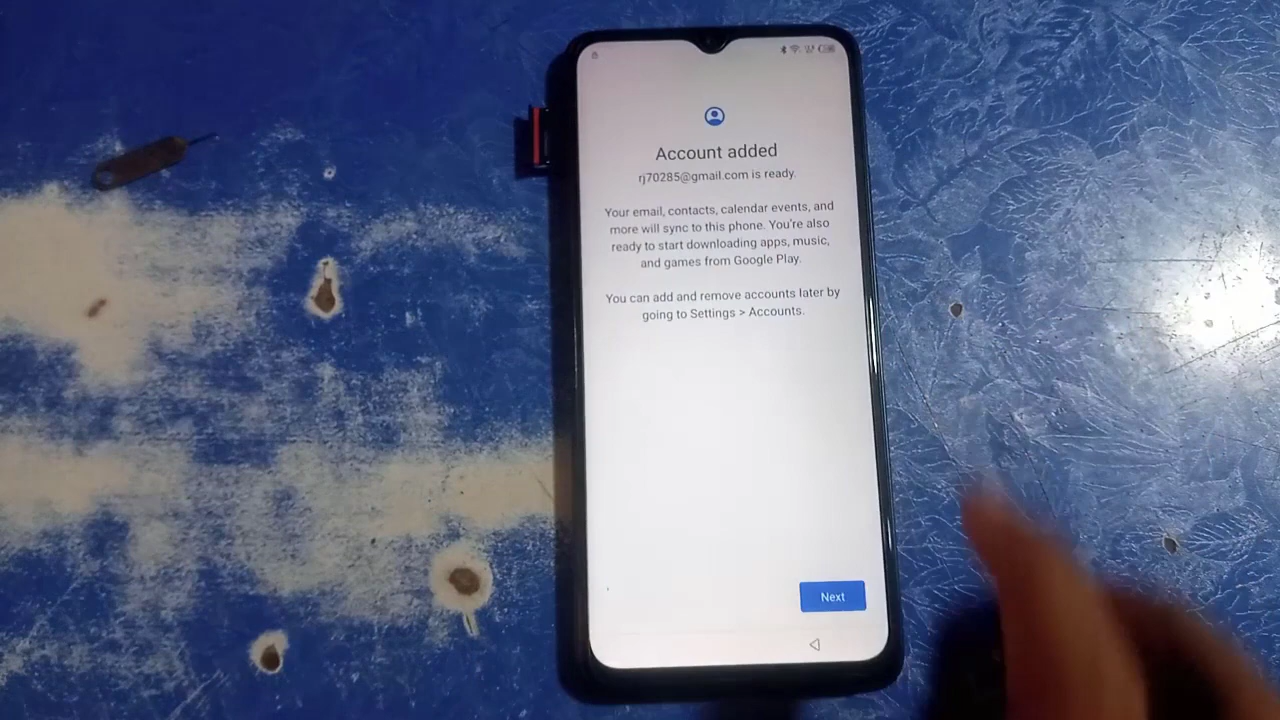 Account added
rj70285@gmail.com is ready.
Your email, contacts, calendar events, and
more will sync to this phone. You're also
ready to start downloading apps, music,
and games from Google Play.
You can add and remove accounts later by
going to Settings > Accounts.
Next